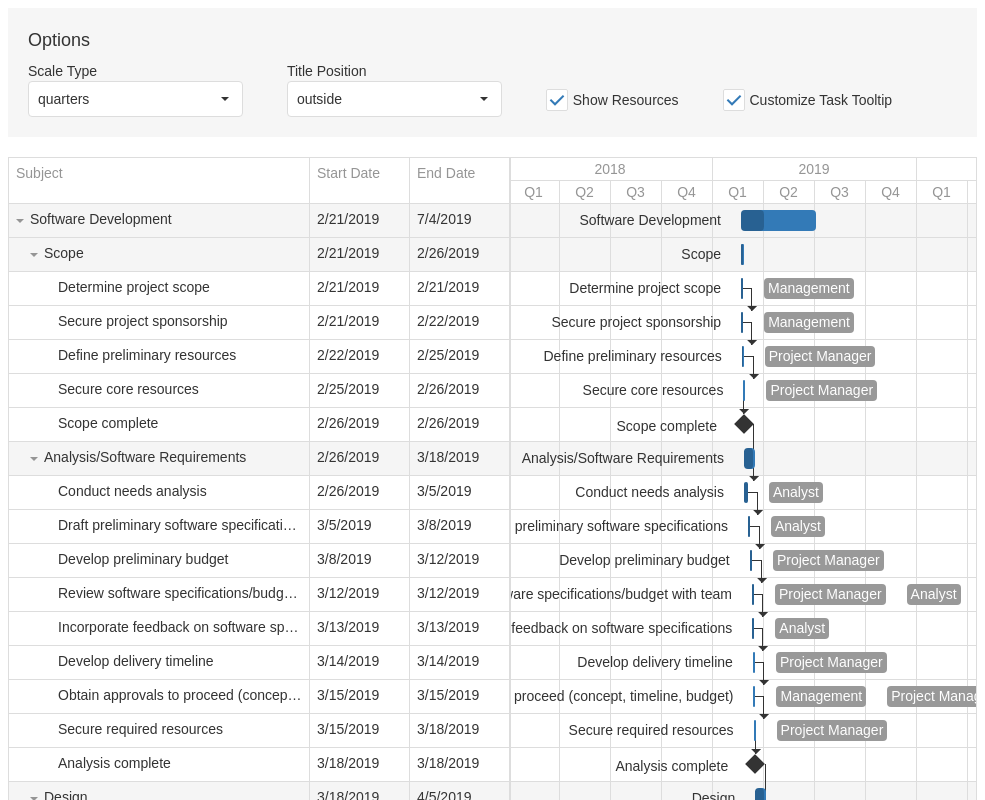 Options
Scale Type
Title Position
quarters
outside
Show Resources
Customize Task Tooltip
Subject Start Date End Date 2018 2019
Q1 Q2 Q3 Q4 Q1 Q2 Q3 Q4 Q1
Software Development 2/21/2019 7/4/2019 Software Development
Scope 2/21/2019 2/26/2019 Scope
Determine project scope 2/21/2019 2/21/2019 Determine project scope Management
Secure project sponsorship 2/21/2019 2/22/2019 Secure project sponsorship Management
Define preliminary resources 2/22/2019 2/25/2019 Define preliminary resources Project Manager
Secure core resources 2/25/2019 2/26/2019 Secure core resources Project Manager
Scope complete 2/26/2019 2/26/2019 Scope complete
Analysis/Software Requirements 2/26/2019 3/18/2019 Analysis/Software Requirements
Conduct needs analysis 2/26/2019 3/5/2019 Conduct needs analysis Analyst
Draft preliminary software specificati... 3/5/2019 3/8/2019 preliminary software specifications Analyst
Develop preliminary budget 3/8/2019 3/12/2019 Develop preliminary budget Project Manager
Review software specifications/budg... 3/12/2019 3/12/2019 are specifications/budget with team Project Manager Analyst
Incorporate feedback on software sp... 3/13/2019 3/13/2019 feedback on software specifications Analyst
Develop delivery timeline 3/14/2019 3/14/2019 Develop delivery timeline Project Manager
Obtain approvals to proceed (concep... 3/15/2019 3/15/2019 proceed (concept, timeline, budget) Management Project Manag
Secure required resources 3/15/2019 3/18/2019 Secure required resources Project Manager
Analysis complete 3/18/2019 3/18/2019 Analysis complete
Design 3/18/2019 4/5/2019 Design